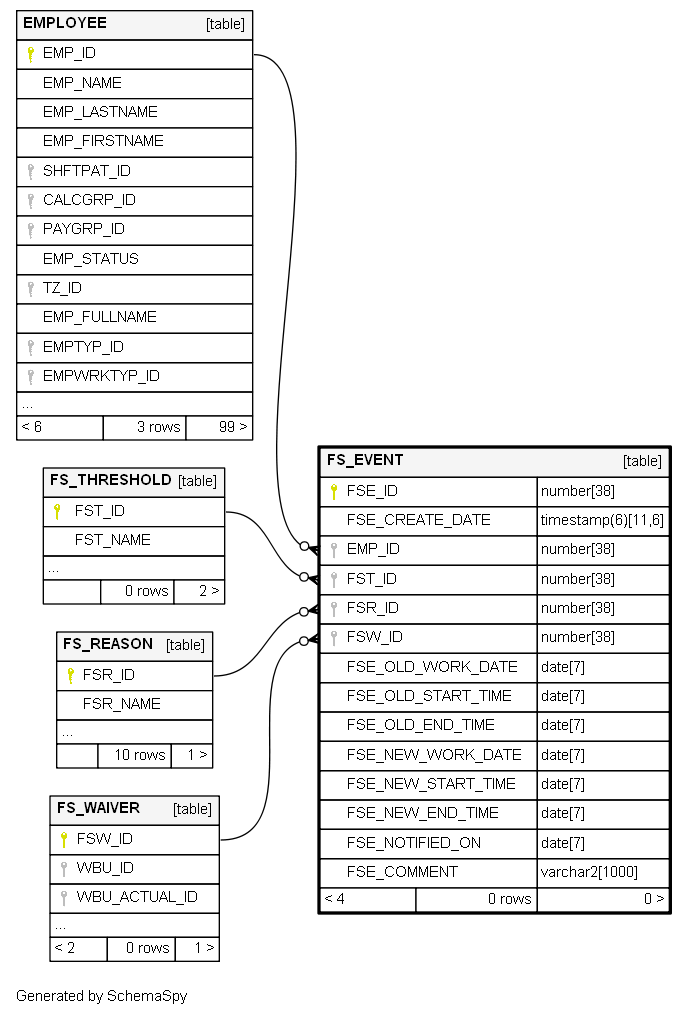 EMPLOYEE [table]
EMP_ID
EMP_NAME
EMP_LASTNAME
EMP_FIRSTNAME
SHFTPAT_ID
CALCGRP_ID
PAYGRP_ID
EMP_STATUS
TZ_ID
EMP_FULLNAME
EMPTYP_ID
EMPWRKTYP_ID
...
< 6 3 rows 99 >
FS_THRESHOLD [table]
FST_ID
FST_NAME
...
0 rows 2 >
FS_REASON [table]
FSR_ID
FSR_NAME
...
10 rows 1 >
FS_WAIVER [table]
FSW_ID
WBU_ID
WBU_ACTUAL_ID
...
< 2 0 rows 1 >
FS_EVENT [table]
FSE_ID number[38]
FSE_CREATE_DATE timestamp(6)[11,6]
EMP_ID number[38]
FST_ID number[38]
FSR_ID number[38]
FSW_ID number[38]
FSE_OLD_WORK_DATE date[7]
FSE_OLD_START_TIME date[7]
FSE_OLD_END_TIME date[7]
FSE_NEW_WORK_DATE date[7]
FSE_NEW_START_TIME date[7]
FSE_NEW_END_TIME date[7]
FSE_NOTIFIED_ON date[7]
FSE_COMMENT varchar2[1000]
< 4 0 rows 0 >
Generated by SchemaSpy